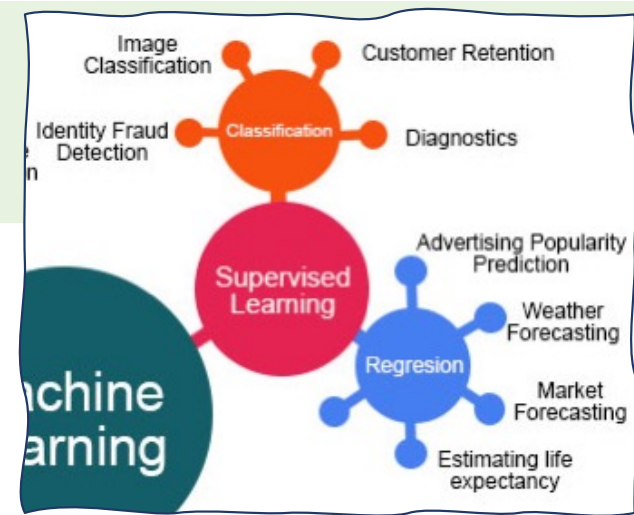 Image
Classification
Customer Retention
Identity Fraud
Detection
Classification
Diagnostics
n
Supervised
Learning
Advertising Popularity
Prediction
Weather
Forecasting
Regresion
Market
Forecasting
Estimating life
expectancy
achine
arning